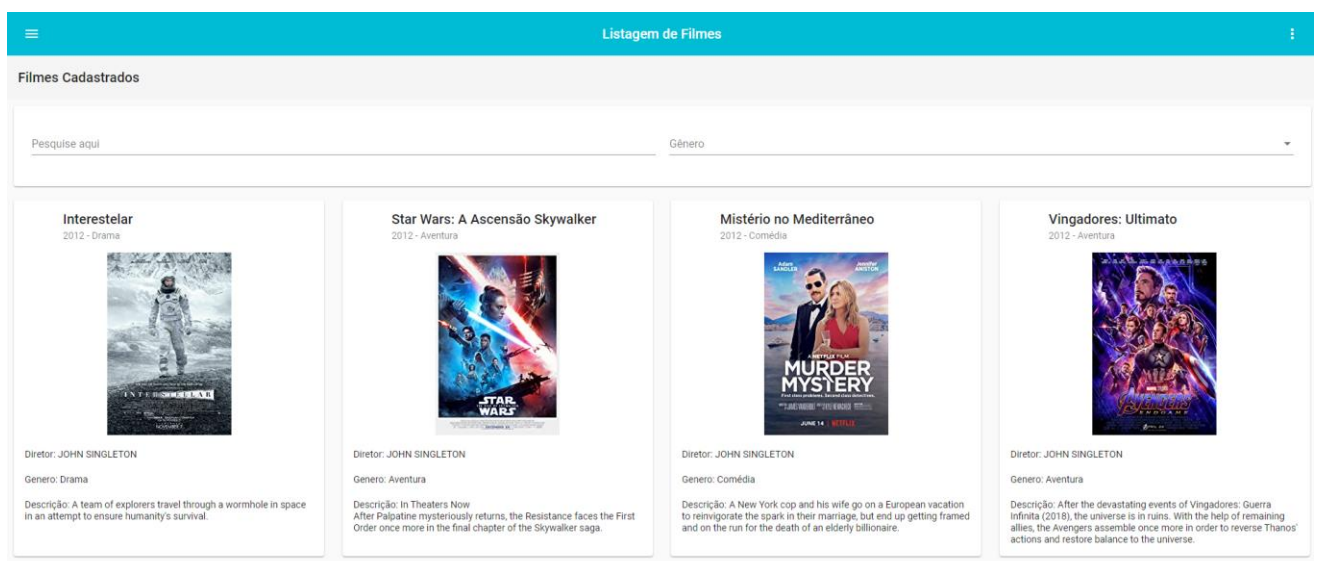 Listagem de Filmes
Filmes Cadastrados
Pesquise aqui
Gênero
Interestelar
2012 - Drama
INTERSTELLAR
Diretor: JOHN SINGLETON
Genero: Drama
Descrição: A team of explorers travel through a wormhole in space
in an attempt to ensure humanity's survival.
Star Wars: A Ascensão Skywalker
2012 - Aventura
STAR
WARS
Diretor: JOHN SINGLETON
Genero: Aventura
Descrição: In Theaters Now
After Palpatine mysteriously returns, the Resistance faces the First
Order once more in the final chapter of the Skywalker saga.
Mistério no Mediterrâneo
2012 - Comédia
Adam
SANDLER
Jennifer
ANISTON
A NETFLIX FILM
MURDER
MYSTERY
First class problems. Second class detectives.
JUNE 14 | NETFLIX
Diretor: JOHN SINGLETON
Genero: Comédia
Descrição: A New York cop and his wife go on a European vacation
to reinvigorate the spark in their marriage, but end up getting framed
and on the run for the death of an elderly billionaire.
Vingadores: Ultimato
2012 - Aventura
AVENGERS
ENDGAME
Diretor: JOHN SINGLETON
Genero: Aventura
Descrição: After the devastating events of Vingadores: Guerra
Infinita (2018), the universe is in ruins. With the help of remaining
allies, the Avengers assemble once more in order to reverse Thanos'
actions and restore balance to the universe.